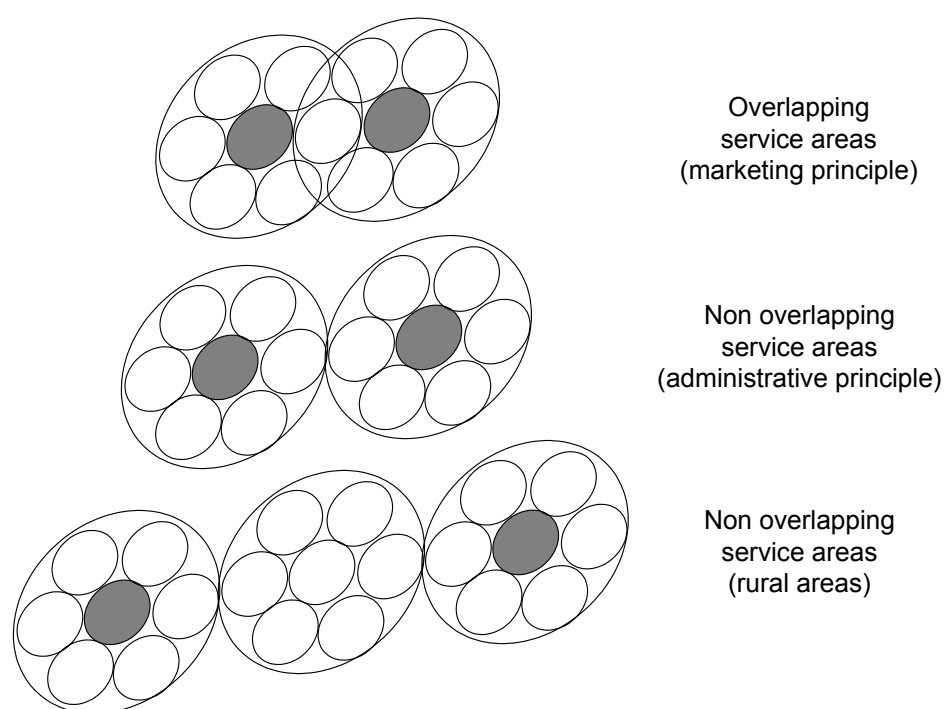 Overlapping
service areas
(marketing principle)
Non overlapping
service areas
(administrative principle)
Non overlapping
service areas
(rural areas)